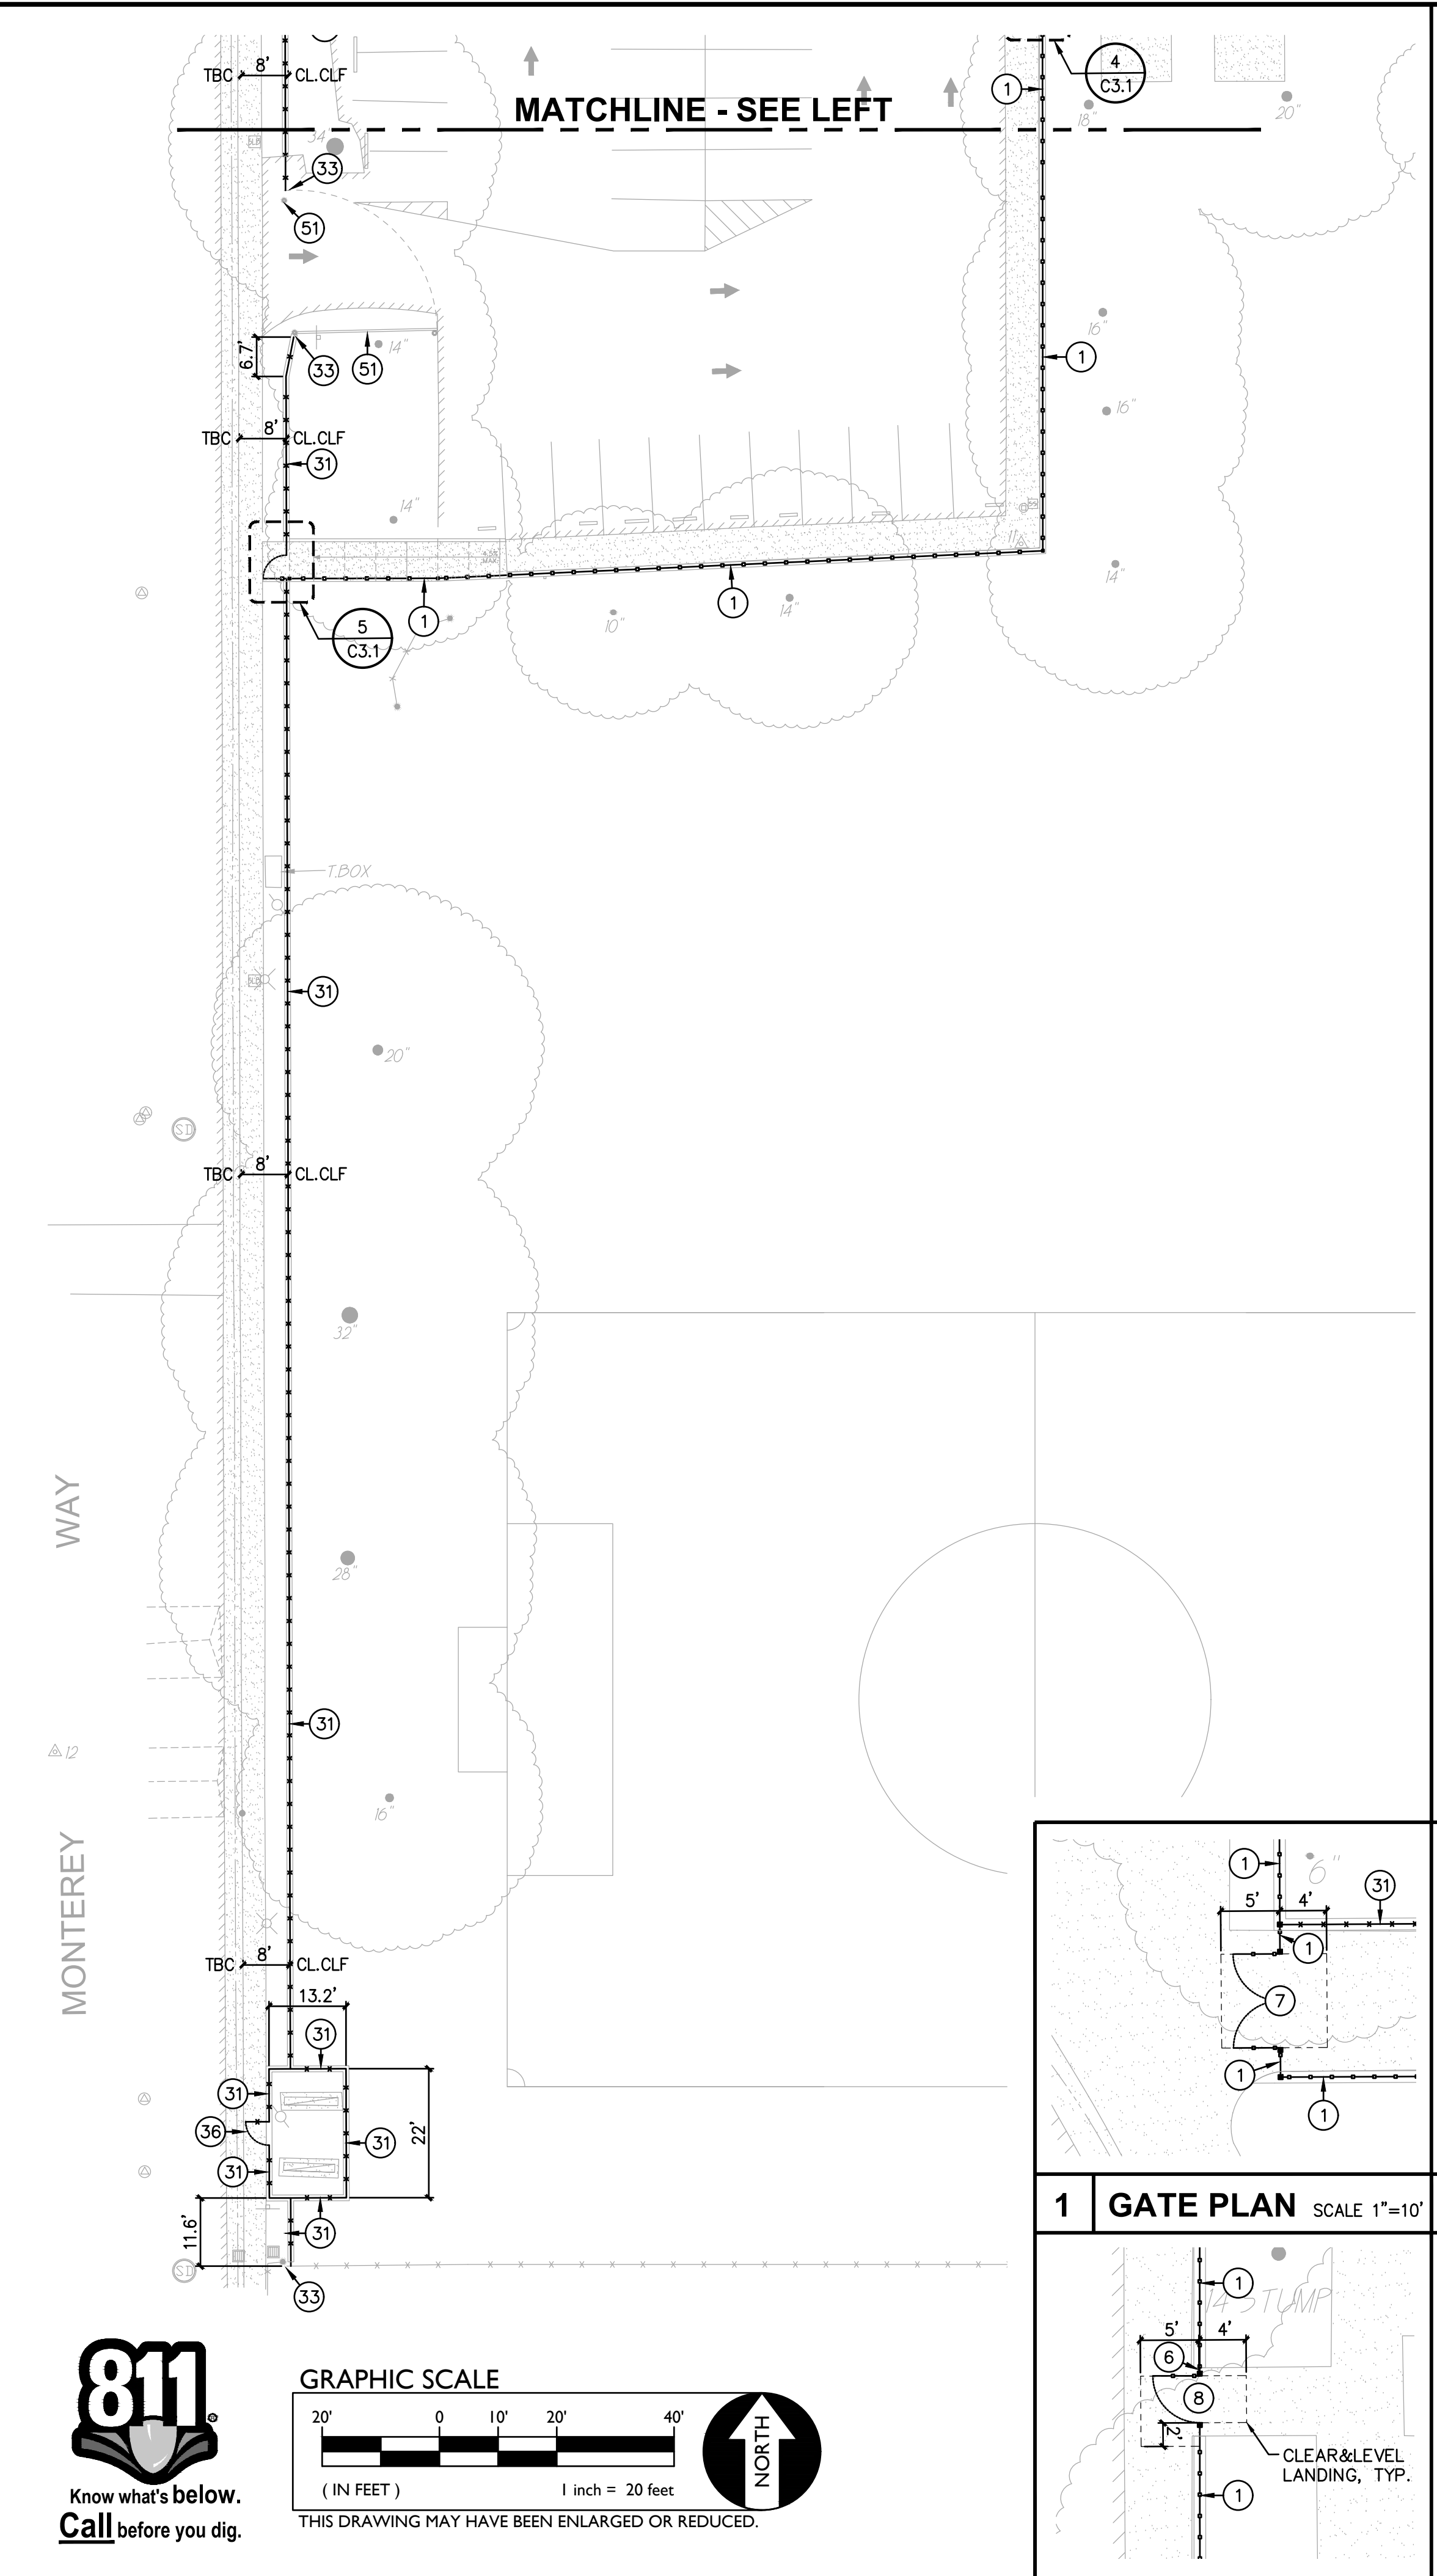 8'
TBC
CL.CLF
4
C3.1
1
MATCHLINE - SEE LEFT
18"
20"
34
33
51
16"
6.7'
33
51
14"
1
16"
8'
TBC
CL.CLF
31
14"
11
14"
5
C3.1
1
1
10"
14"
T.BOX
31
20"
SD
8'
TBC
CL.CLF
32"
WAY
28"
31
12
16"
MONTEREY
8'
TBC
CL.CLF
13.2'
31
31
36
31
22'
31
11.6'
31
SD
33
1
6"
31
5'
4'
1
7
1
1
1 GATE PLAN SCALE 1"=10'
1
14"STUMP
5'
4'
6
8
2'
CLEAR&LEVEL
LANDING, TYP.
1
811
Know what's below.
Call before you dig.
GRAPHIC SCALE
20' 0 10' 20' 40'
( IN FEET ) 1 inch = 20 feet
THIS DRAWING MAY HAVE BEEN ENLARGED OR REDUCED.
NORTH